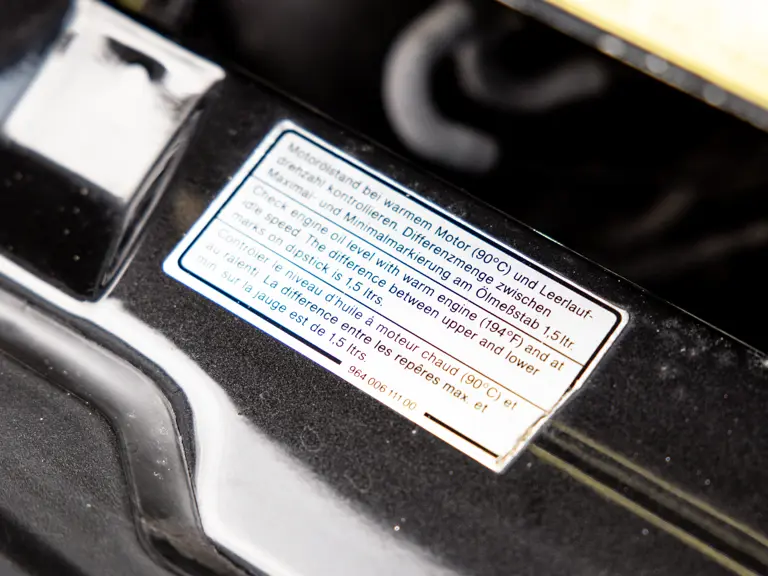 Motorölstand bei warmem Motor (90°C) und Leerlauf-
drehzahl kontrollieren. Differenzmenge zwischen
Maximal- und Minimalmarkierung am Ölmeßstab 1,5 ltr.
Check engine oil level with warm engine (194°F) and at
idle speed. The difference between upper and lower
marks on dipstick is 1,5 ltrs.
Contrôler le niveau d'huile à moteur chaud (90°C) et
au ralenti. La différence entre les repères max. et
min. sur la jauge est de 1,5 ltrs.
964.006.111.00